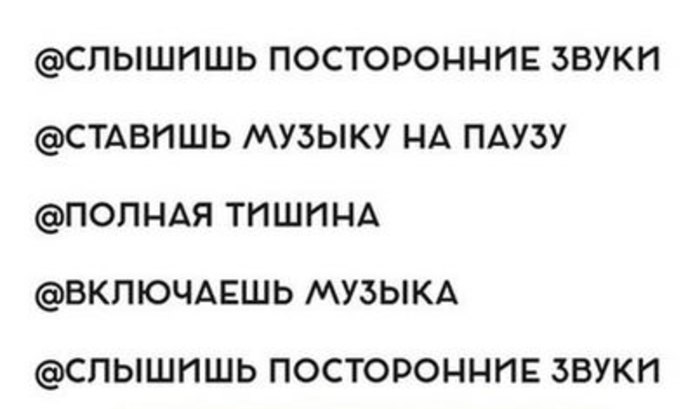 @СЛЫШИШЬ ПОСТОРОННИЕ ЗВУКИ
@СТАВИШЬ МУЗЫКУ НА ПАУЗУ
@ПОЛНАЯ ТИШИНА
@ВКЛЮЧАЕШЬ МУЗЫКА
@СЛЫШИШЬ ПОСТОРОННИЕ ЗВУКИ